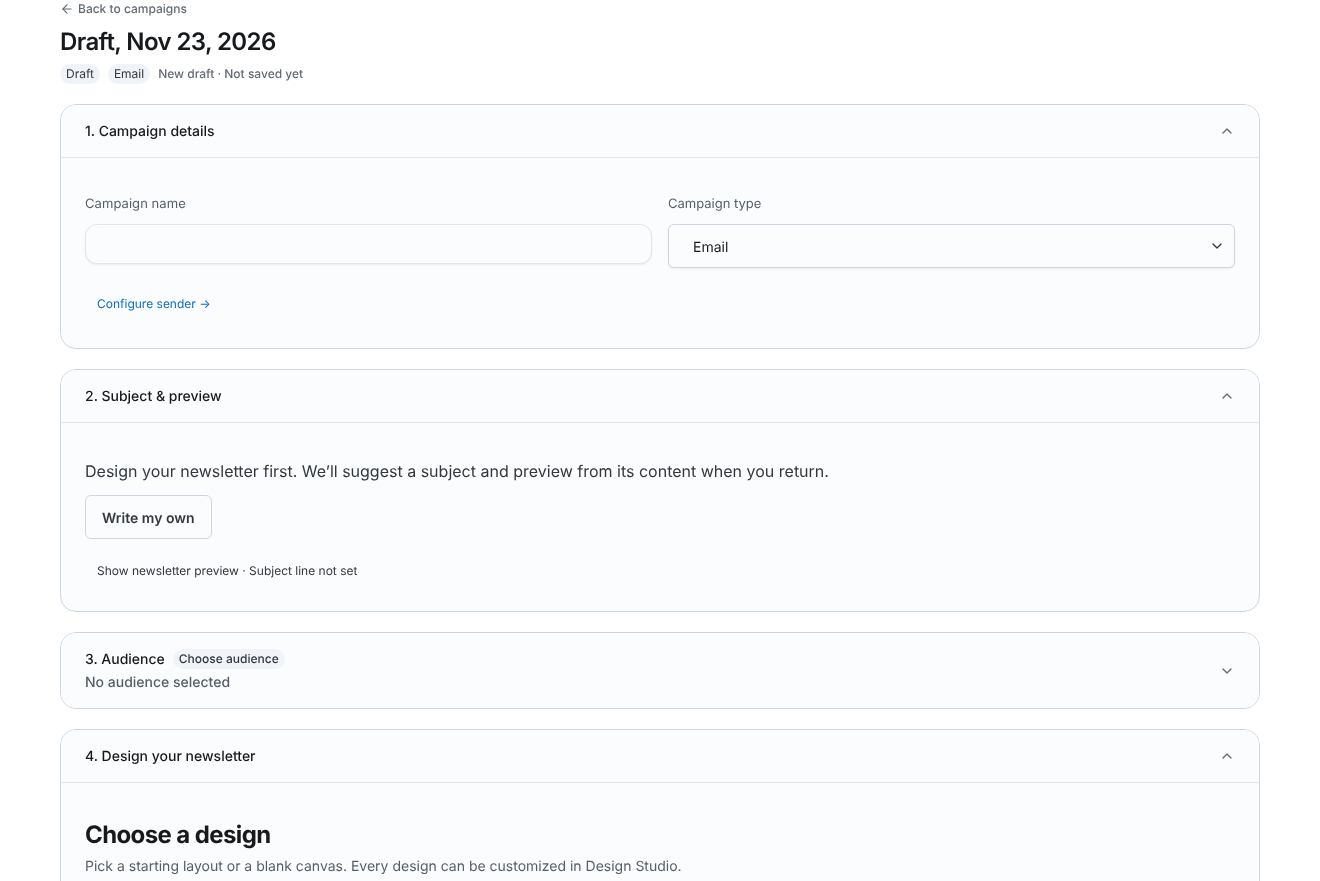 Back to campaigns
Draft, Nov 23, 2026
Draft Email New draft · Not saved yet
1. Campaign details
Campaign name
Campaign type
Email
Configure sender →
2. Subject & preview
Design your newsletter first. We’ll suggest a subject and preview from its content when you return.
Write my own
Show newsletter preview · Subject line not set
3. Audience Choose audience
No audience selected
4. Design your newsletter
Choose a design
Pick a starting layout or a blank canvas. Every design can be customized in Design Studio.